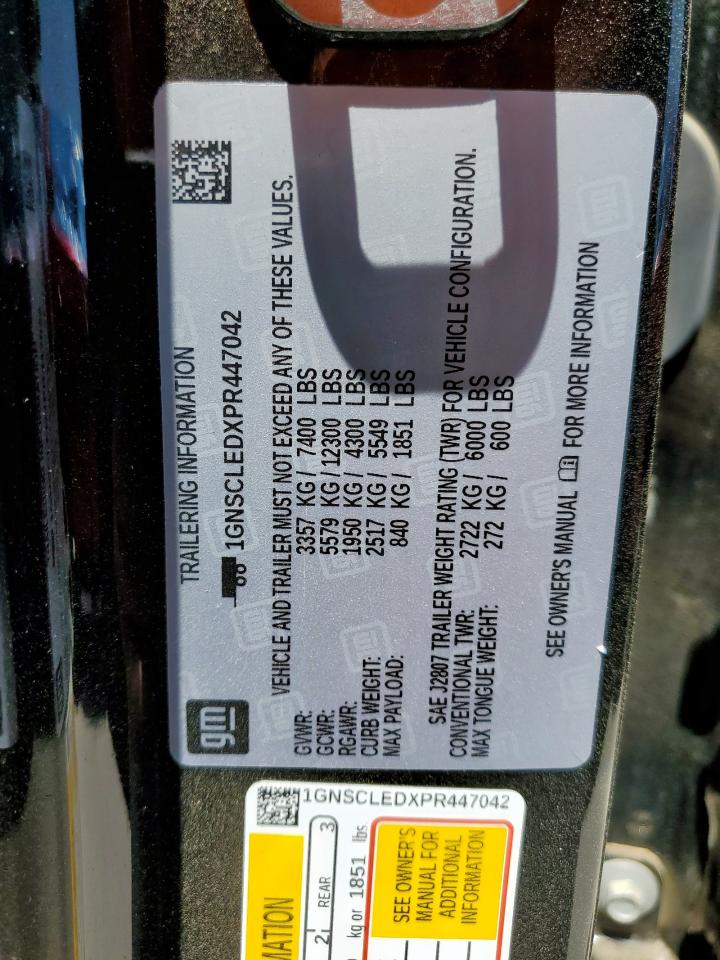 gm
TRAILERING INFORMATION
1GNSCLEDXPR447042
VEHICLE AND TRAILER MUST NOT EXCEED ANY OF THESE VALUES.
GVWR: 3357 KG / 7400 LBS
GCWR: 5579 KG / 12300 LBS
RGAWR: 1950 KG / 4300 LBS
CURB WEIGHT: 2517 KG / 5549 LBS
MAX PAYLOAD: 840 KG / 1851 LBS
SAE J2807 TRAILER WEIGHT RATING (TWR) FOR VEHICLE CONFIGURATION.
CONVENTIONAL TWR: 2722 KG / 6000 LBS
MAX TONGUE WEIGHT: 272 KG / 600 LBS
SEE OWNER'S MANUAL FOR MORE INFORMATION
1GNSCLEDXPR447042
REAR 3
kg or 1851 lbs
SEE OWNER'S
MANUAL FOR
ADDITIONAL
INFORMATION